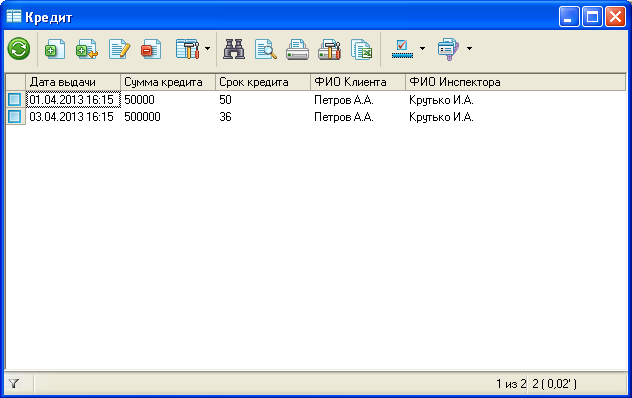 Кредит
Дата выдачи Сумма кредита Срок кредита ФИО Клиента ФИО Инспектора
01.04.2013 16:15 50000 50 Петров А.А. Крутько И.А.
03.04.2013 16:15 500000 36 Петров А.А. Крутько И.А.
1 из 2 2 ( 0,02' )